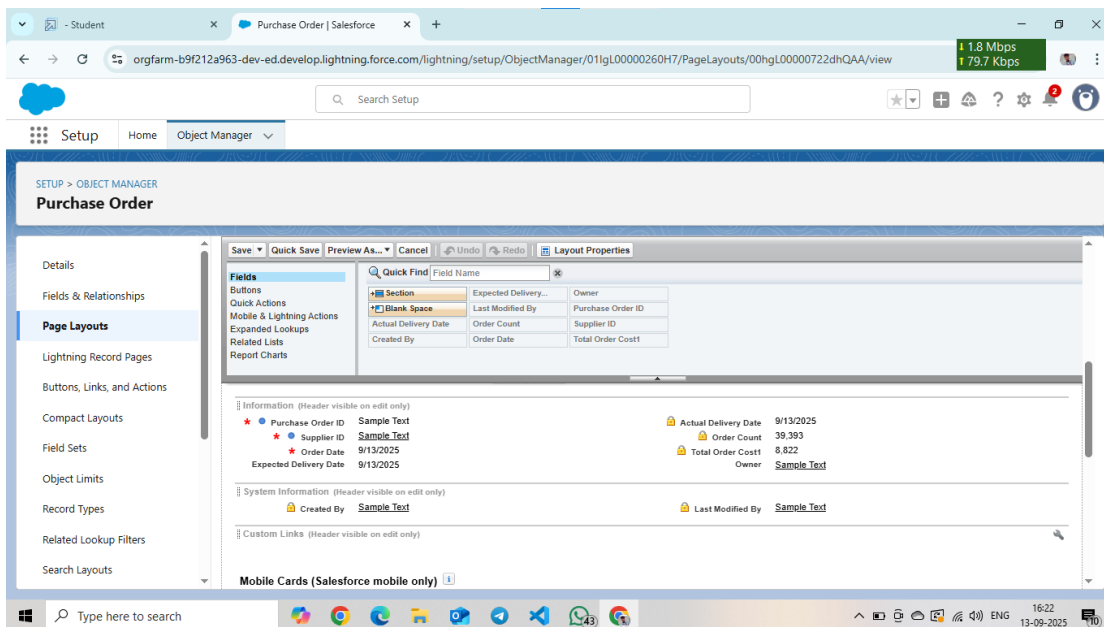 - Student
Purchase Order | Salesforce
orgfarm-b9f212a963-dev-ed.develop.lightning.force.com/lightning/setup/ObjectManager/01IgL00000260H7/PageLayouts/00hgL00000722dhQAA/view
1.8 Mbps
79.7 Kbps
Search Setup
2
Setup Home Object Manager
SETUP > OBJECT MANAGER
Purchase Order
Details
Fields & Relationships
Page Layouts
Lightning Record Pages
Buttons, Links, and Actions
Compact Layouts
Field Sets
Object Limits
Record Types
Related Lookup Filters
Search Layouts
Save Quick Save Preview As... Cancel Undo Redo Layout Properties
Fields
Buttons
Quick Actions
Mobile & Lightning Actions
Expanded Lookups
Related Lists
Report Charts
Quick Find Field Name
Section Expected Delivery... Owner
Blank Space Last Modified By Purchase Order ID
Actual Delivery Date Order Count Supplier ID
Created By Order Date Total Order Cost1
Information (Header visible on edit only)
* Purchase Order ID Sample Text Actual Delivery Date 9/13/2025
* Supplier ID Sample Text Order Count 39,393
* Order Date 9/13/2025 Total Order Cost1 8,822
Expected Delivery Date 9/13/2025 Owner Sample Text
System Information (Header visible on edit only)
Created By Sample Text Last Modified By Sample Text
Custom Links (Header visible on edit only)
Mobile Cards (Salesforce mobile only) i
Type here to search
43
ENG
16:22
13-09-2025
10